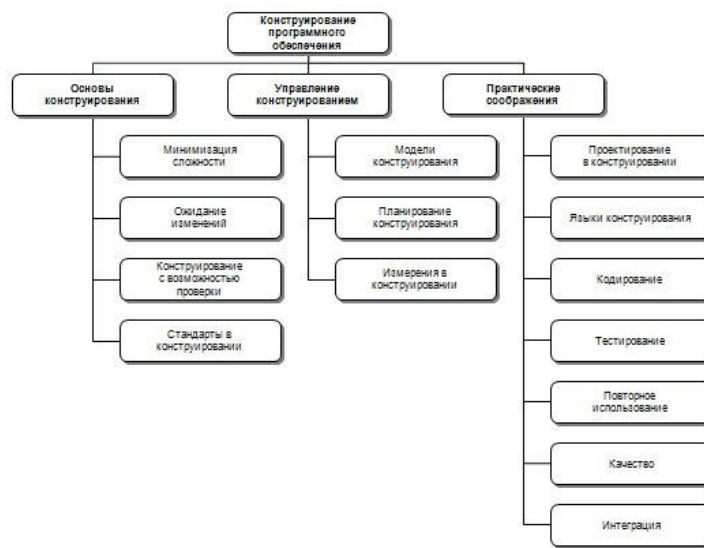 Конструирование
программного
обеспечения
Основы
конструирования
Управление
конструированием
Практические
соображения
Минимизация
сложности
Ожидание
изменений
Конструирование
с возможностью
проверки
Стандарты в
конструировании
Модели
конструирования
Планирование
конструирования
Измерения в
конструировании
Проектирование
в конструировании
Языки конструирования
Кодирование
Тестирование
Повторное
использование
Качество
Интеграция